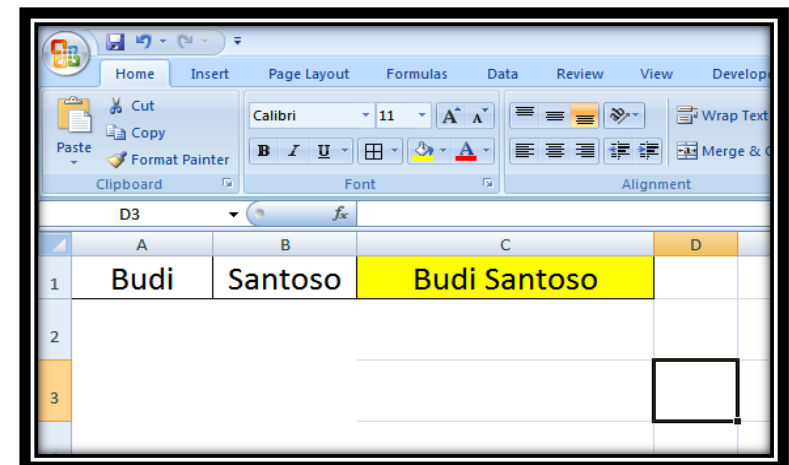 Home Insert Page Layout Formulas Data Review View Develop
Cut
Calibri 11 A A Wrap Text
Copy
Paste
Format Painter B I U A Merge &
Clipboard Font Alignment
D3 fx
A B C D
1 Budi Santoso Budi Santoso
2
3